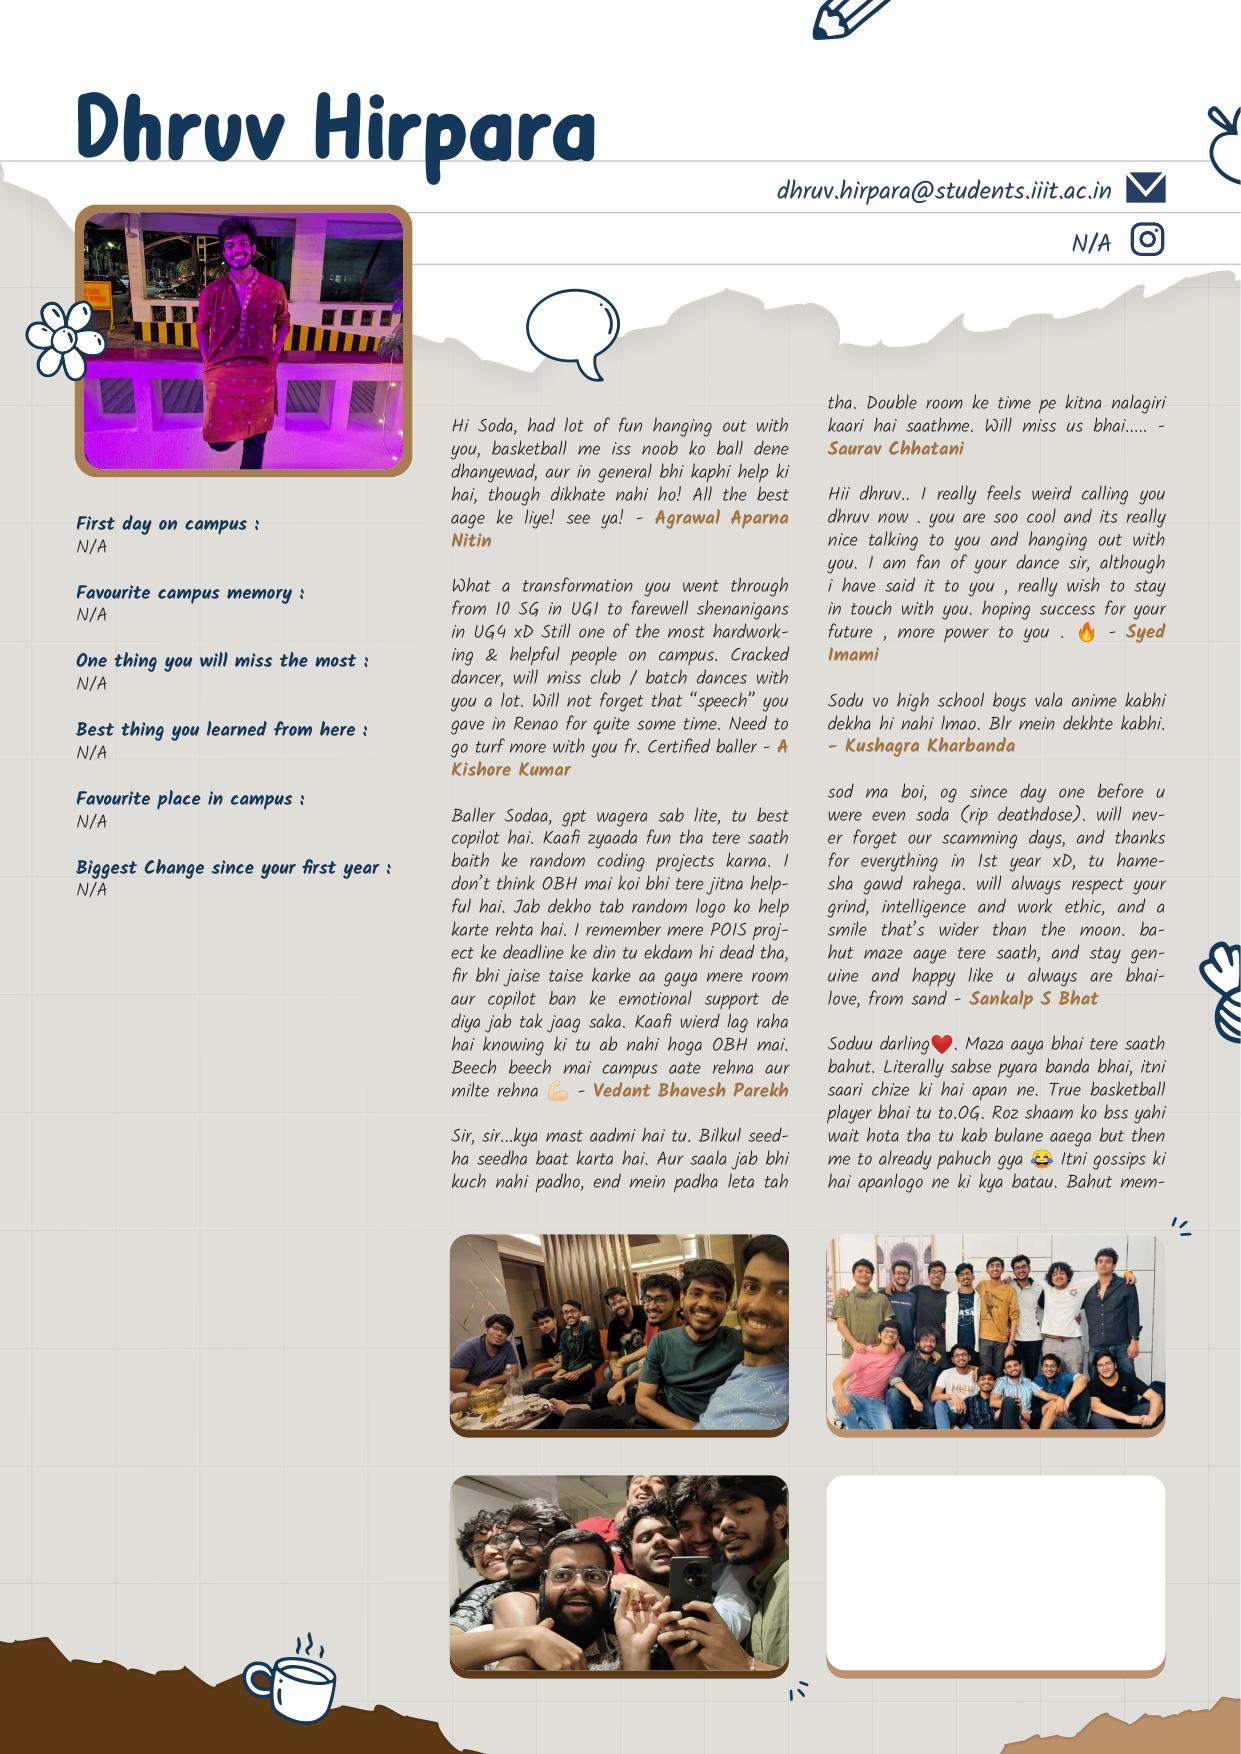 Dhruv Hirpara
dhruv.hirpara@students.iiit.ac.in
N/A
First day on campus :
N/A
Favourite campus memory :
N/A
One thing you will miss the most :
N/A
Best thing you learned from here :
N/A
Favourite place in campus :
N/A
Biggest Change since your first year :
N/A
Hi Soda, had lot of fun hanging out with
you, basketball me iss noob ko ball dene
dhanyewad, aur in general bhi kaphi help ki
hai, though dikhate nahi ho! All the best
aage ke liye! see ya! - Agrawal Aparna
Nitin
What a transformation you went through
from 10 SG in UG1 to farewell shenanigans
in UG4 xD Still one of the most hardwork-
ing & helpful people on campus. Cracked
dancer, will miss club / batch dances with
you a lot. Will not forget that “speech” you
gave in Renao for quite some time. Need to
go turf more with you fr. Certified baller - A
Kishore Kumar
Baller Sodaa, gpt wagera sab lite, tu best
copilot hai. Kaafi zyaada fun tha tere saath
baith ke random coding projects karna. I
don’t think OBH mai koi bhi tere jitna help-
ful hai. Jab dekho tab random logo ko help
karte rehta hai. I remember mere POIS proj-
ect ke deadline ke din tu ekdam hi dead tha,
fir bhi jaise taise karke aa gaya mere room
aur copilot ban ke emotional support de
diya jab tak jaag saka. Kaafi wierd lag raha
hai knowing ki tu ab nahi hoga OBH mai.
Beech beech mai campus aate rehna aur
milte rehna 💪🏻 - Vedant Bhavesh Parekh
Sir, sir...kya mast aadmi hai tu. Bilkul seed-
ha seedha baat karta hai. Aur saala jab bhi
kuch nahi padho, end mein padha leta tah
tha. Double room ke time pe kitna nalagiri
kaari hai saathme. Will miss us bhai..... -
Saurav Chhatani
Hii dhruv.. I really feels weird calling you
dhruv now . you are soo cool and its really
nice talking to you and hanging out with
you. I am fan of your dance sir, although
i have said it to you , really wish to stay
in touch with you. hoping success for your
future , more power to you . 🔥 - Syed
Imami
Sodu vo high school boys vala anime kabhi
dekha hi nahi lmao. Blr mein dekhte kabhi.
- Kushagra Kharbanda
sod ma boi, og since day one before u
were even soda (rip deathdose). will nev-
er forget our scamming days, and thanks
for everything in 1st year xD, tu hame-
sha gawd rahega. will always respect your
grind, intelligence and work ethic, and a
smile that’s wider than the moon. ba-
hut maze aaye tere saath, and stay gen-
uine and happy like u always are bhai-
love, from sand - Sankalp S Bhat
Soduu darling❤️. Maza aaya bhai tere saath
bahut. Literally sabse pyara banda bhai, itni
saari chize ki hai apan ne. True basketball
player bhai tu to.OG. Roz shaam ko bss yahi
wait hota tha tu kab bulane aaega but then
me to already pahuch gya 😂 Itni gossips ki
hai apanlogo ne ki kya batau. Bahut mem-